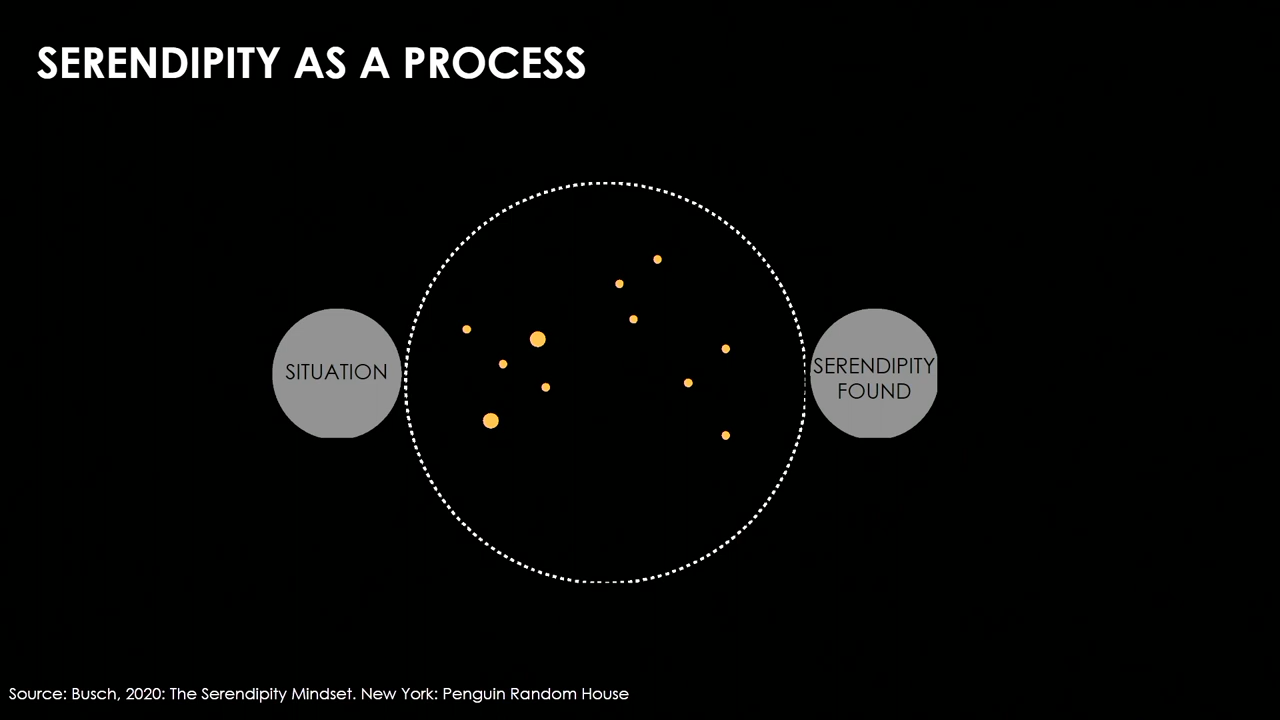 SERENDIPITY AS A PROCESS
SITUATION
SERENDIPITY
FOUND
Source: Busch, 2020: The Serendipity Mindset. New York: Penguin Random House